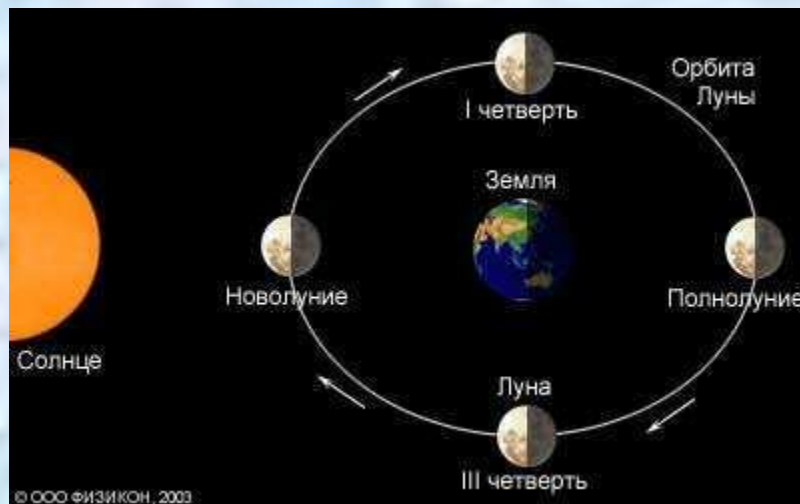 I четверть
Орбита
Луны
Земля
Новолуние
Полнолуние
Солнце
Луна
III четверть
© ООО ФИЗИКОН, 2003